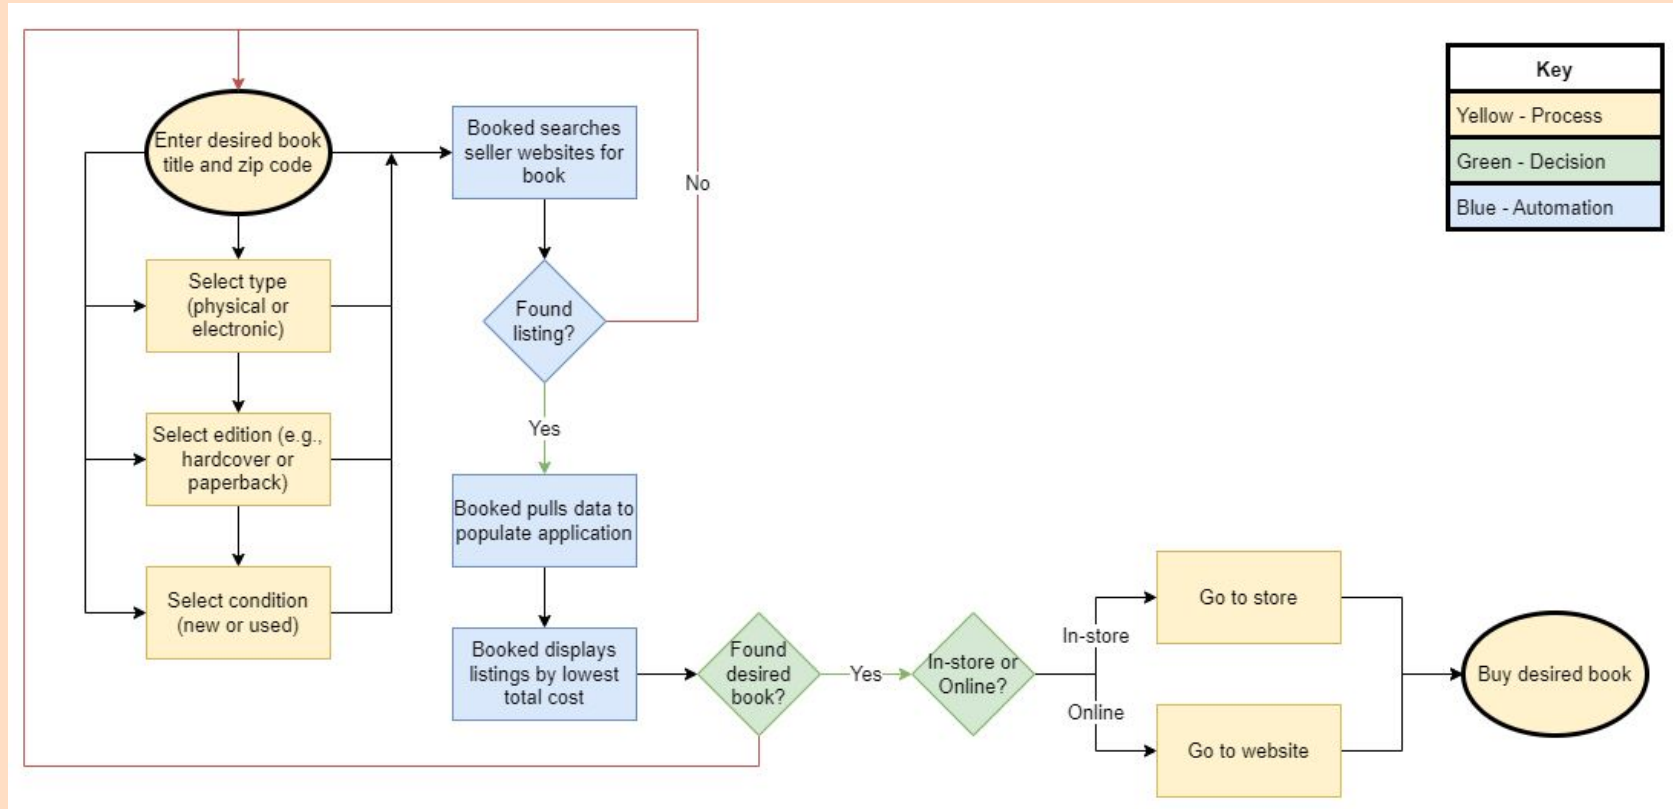 Enter desired book
title and zip code
Select type
(physical or
electronic)
Select edition (e.g.,
hardcover or
paperback)
Select condition
(new or used)
Booked searches
seller websites for
book
Found
listing?
No
Yes
Booked pulls data to
populate application
Booked displays
listings by lowest
total cost
Found
desired
book?
Yes
In-store or
Online?
In-store
Online
Go to store
Go to website
Buy desired book
Key
Yellow - Process
Green - Decision
Blue - Automation